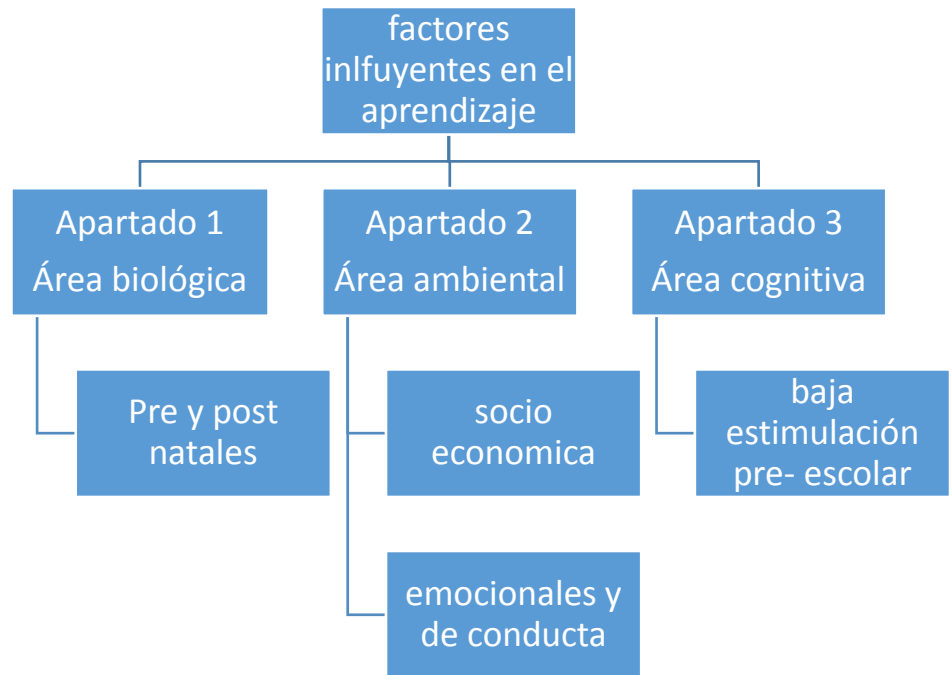 factores
inlfuyentes en el
aprendizaje
Apartado 1
Área biológica
Apartado 2
Área ambiental
Apartado 3
Área cognitiva
Pre y post
natales
socio
economica
baja
estimulación
pre- escolar
emocionales y
de conducta